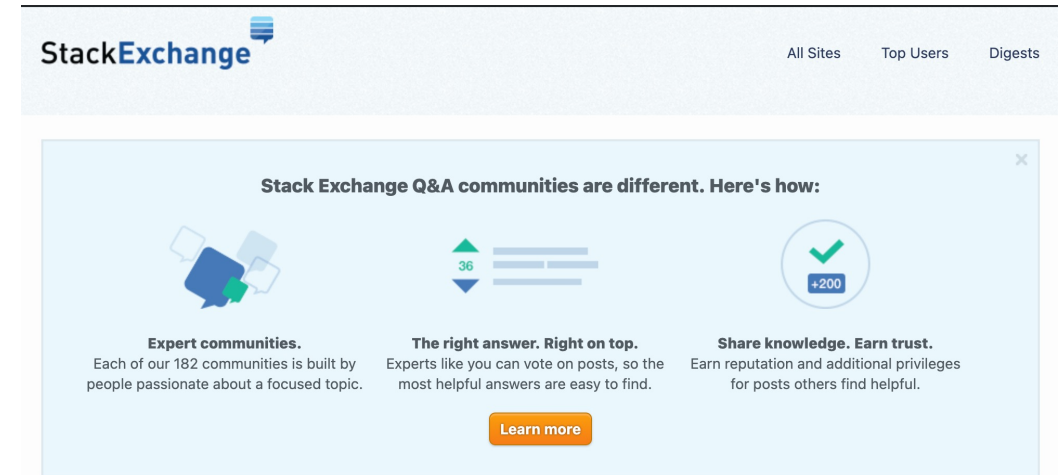 StackExchange
All Sites Top Users Digests
Stack Exchange Q&A communities are different. Here's how:
36
+200
Expert communities.
Each of our 182 communities is built by
people passionate about a focused topic.
The right answer. Right on top.
Experts like you can vote on posts, so the
most helpful answers are easy to find.
Share knowledge. Earn trust.
Earn reputation and additional privileges
for posts others find helpful.
Learn more